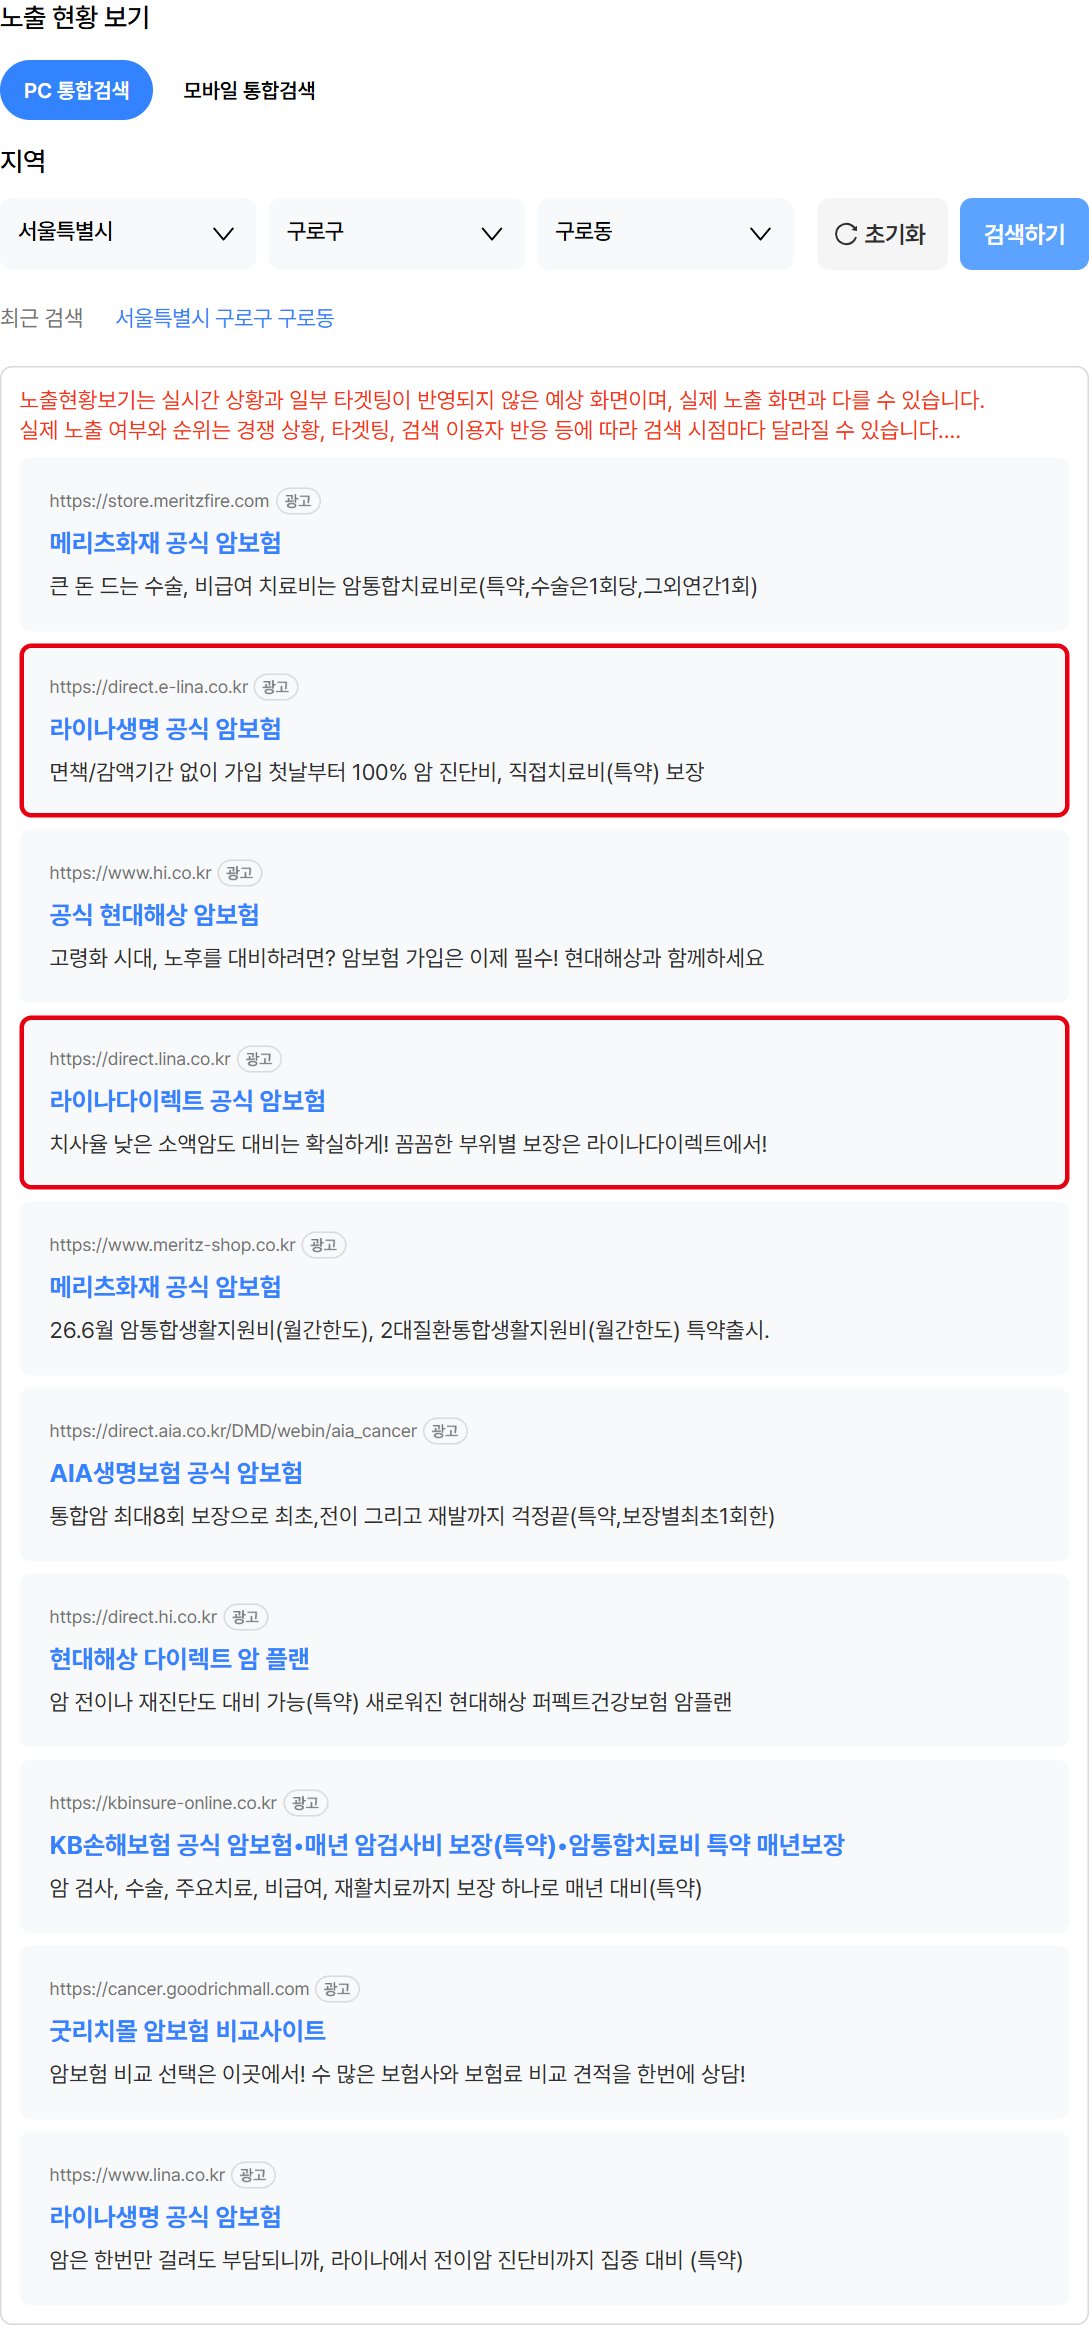 노출 현황 보기
PC 통합검색 모바일 통합검색
지역
서울특별시 구로구 구로동 초기화 검색하기
최근 검색 서울특별시 구로구 구로동
노출현황보기는 실시간 상황과 일부 타겟팅이 반영되지 않은 예상 화면이며, 실제 노출 화면과 다를 수 있습니다.
실제 노출 여부와 순위는 경쟁 상황, 타겟팅, 검색 이용자 반응 등에 따라 검색 시점마다 달라질 수 있습니다....
https://store.meritzfire.com 광고
메리츠화재 공식 암보험
큰 돈 드는 수술, 비급여 치료비는 암통합치료비로(특약,수술은1회당,그외연간1회)
https://direct.e-lina.co.kr 광고
라이나생명 공식 암보험
면책/감액기간 없이 가입 첫날부터 100% 암 진단비, 직접치료비(특약) 보장
https://www.hi.co.kr 광고
공식 현대해상 암보험
고령화 시대, 노후를 대비하려면? 암보험 가입은 이제 필수! 현대해상과 함께하세요
https://direct.lina.co.kr 광고
라이나다이렉트 공식 암보험
치사율 낮은 소액암도 대비는 확실하게! 꼼꼼한 부위별 보장은 라이나다이렉트에서!
https://www.meritz-shop.co.kr 광고
메리츠화재 공식 암보험
26.6월 암통합생활지원비(월간한도), 2대질환통합생활지원비(월간한도) 특약출시.
https://direct.aia.co.kr/DMD/webin/aia_cancer 광고
AIA생명보험 공식 암보험
통합암 최대8회 보장으로 최초,전이 그리고 재발까지 걱정끝(특약,보장별최초1회한)
https://direct.hi.co.kr 광고
현대해상 다이렉트 암 플랜
암 전이나 재진단도 대비 가능(특약) 새로워진 현대해상 퍼펙트건강보험 암플랜
https://kbinsure-online.co.kr 광고
KB손해보험 공식 암보험•매년 암검사비 보장(특약)•암통합치료비 특약 매년보장
암 검사, 수술, 주요치료, 비급여, 재활치료까지 보장 하나로 매년 대비(특약)
https://cancer.goodrichmall.com 광고
굿리치몰 암보험 비교사이트
암보험 비교 선택은 이곳에서! 수 많은 보험사와 보험료 비교 견적을 한번에 상담!
https://www.lina.co.kr 광고
라이나생명 공식 암보험
암은 한번만 걸려도 부담되니까, 라이나에서 전이암 진단비까지 집중 대비 (특약)